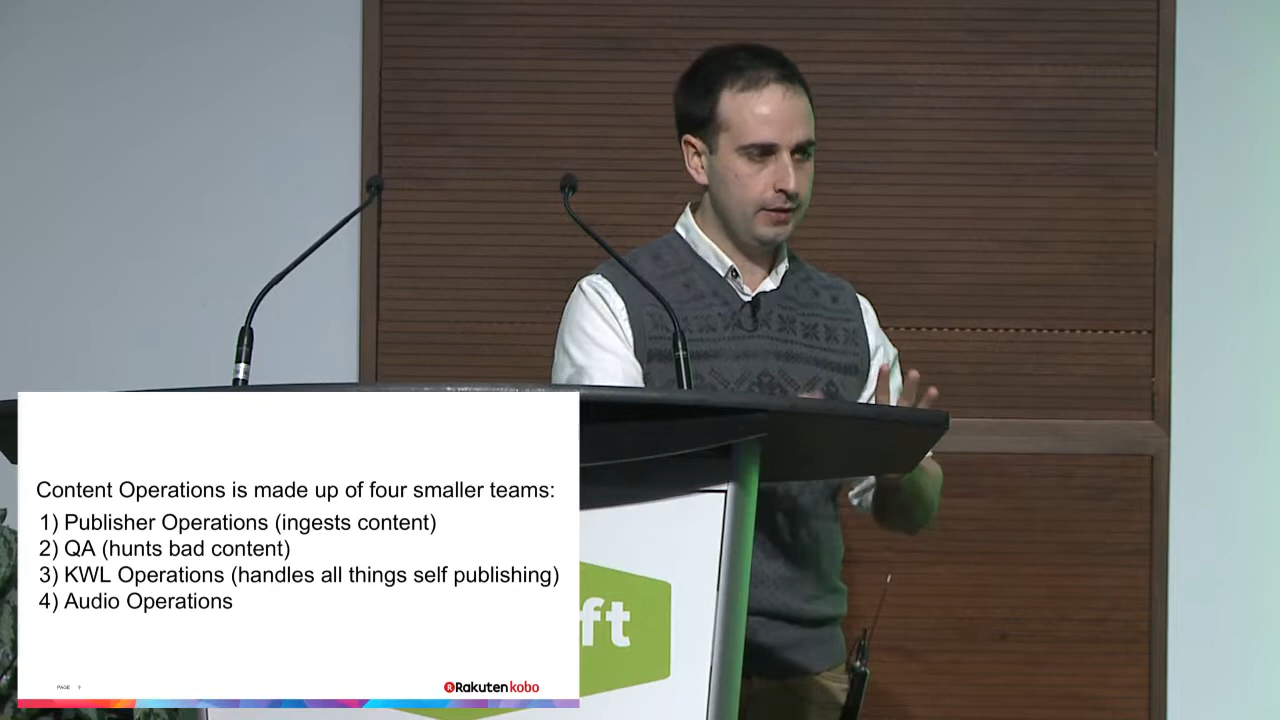 Content Operations is made up of four smaller teams:
1) Publisher Operations (ingests content)
2) QA (hunts bad content)
3) KWL Operations (handles all things self publishing)
4) Audio Operations
PAGE
Rakuten kobo
ft